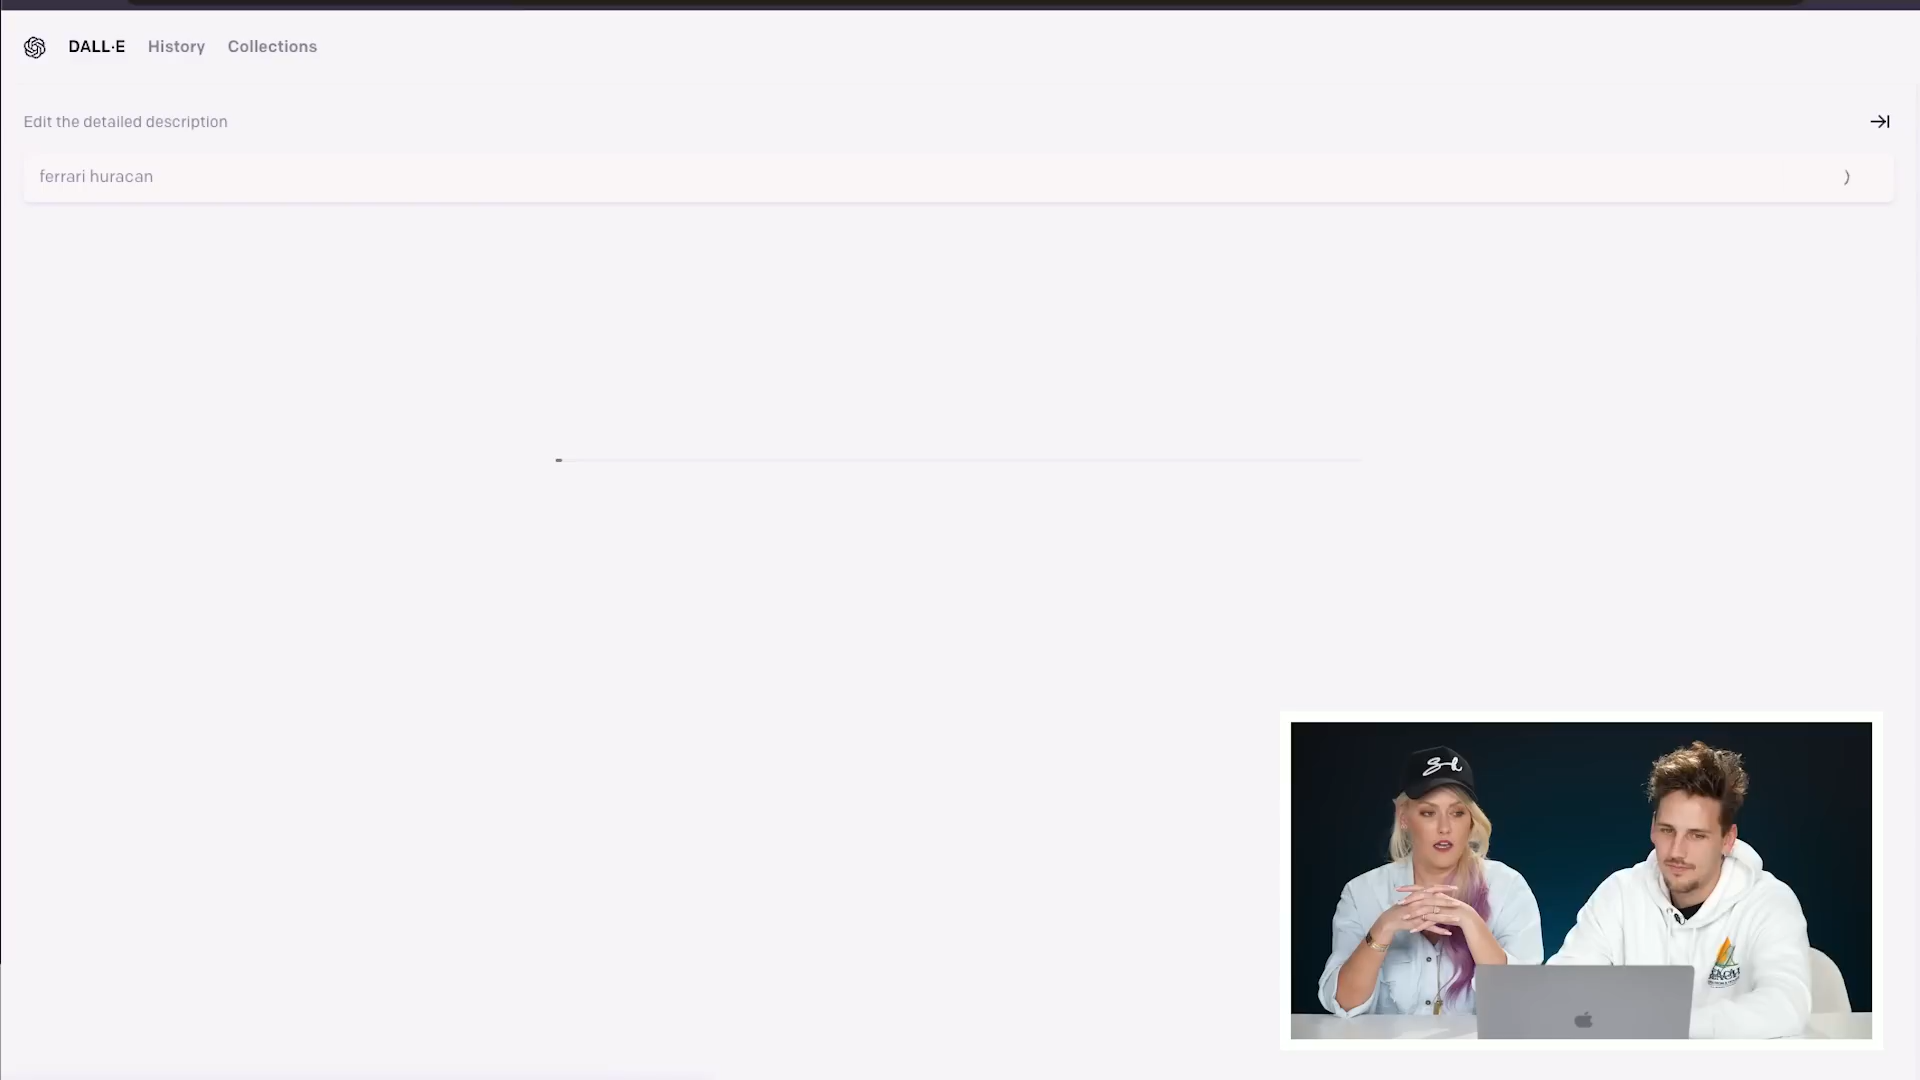 DALL·E History Collections
Edit the detailed description
ferrari huracan